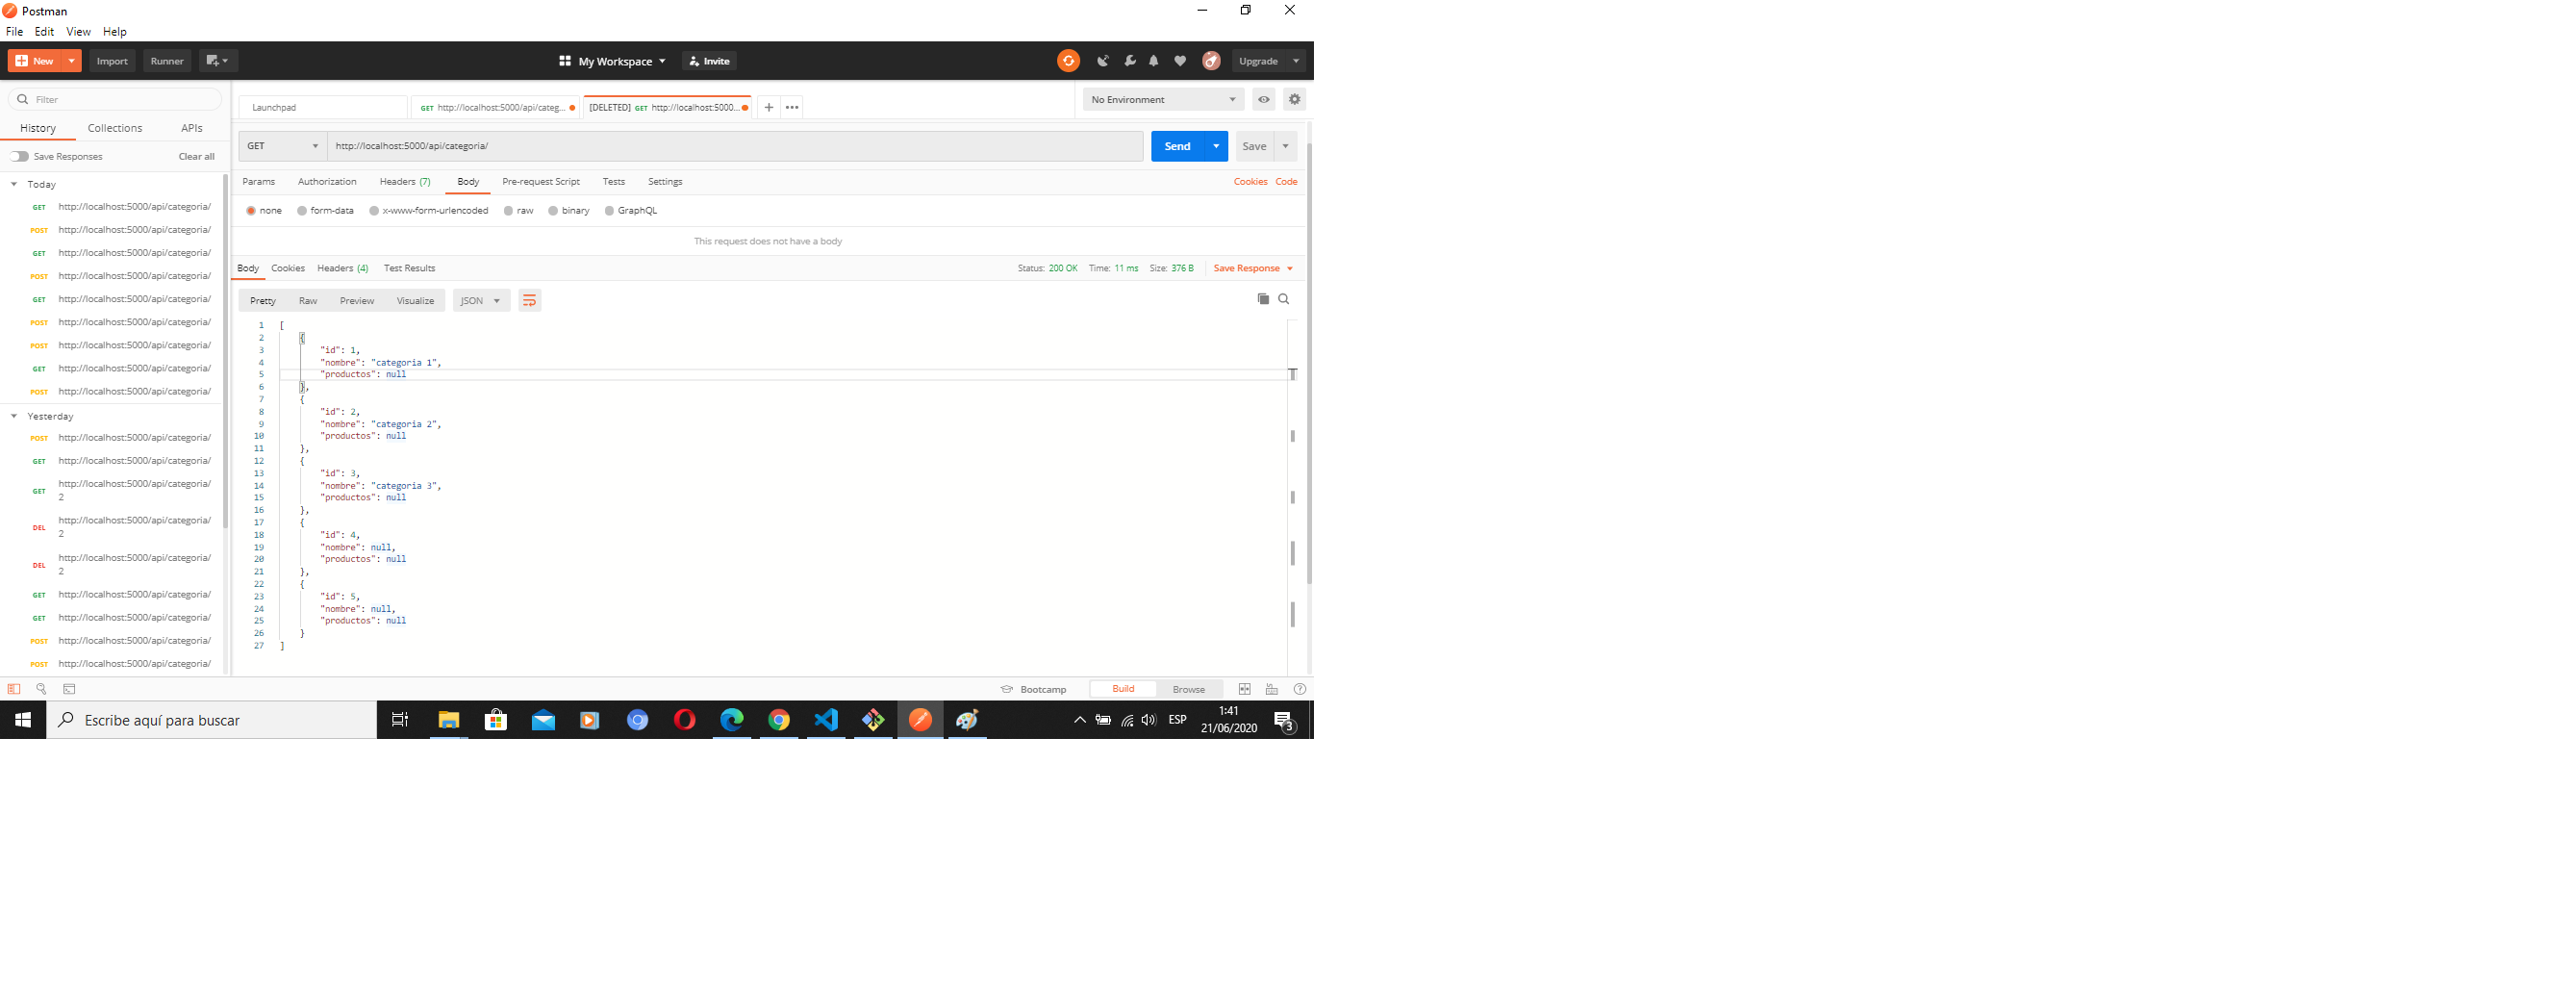 Postman
File Edit View Help
New Import Runner My Workspace Invite Upgrade
Filter
History Collections APIs
Save Responses Clear all
Today
GET http://localhost:5000/api/categoria/
POST http://localhost:5000/api/categoria/
GET http://localhost:5000/api/categoria/
POST http://localhost:5000/api/categoria/
GET http://localhost:5000/api/categoria/
POST http://localhost:5000/api/categoria/
POST http://localhost:5000/api/categoria/
GET http://localhost:5000/api/categoria/
POST http://localhost:5000/api/categoria/
Yesterday
POST http://localhost:5000/api/categoria/
GET http://localhost:5000/api/categoria/
GET http://localhost:5000/api/categoria/
2
DEL http://localhost:5000/api/categoria/
2
DEL http://localhost:5000/api/categoria/
2
GET http://localhost:5000/api/categoria/
GET http://localhost:5000/api/categoria/
POST http://localhost:5000/api/categoria/
POST http://localhost:5000/api/categoria/
Launchpad GET http://localhost:5000/api/categ... [DELETED] GET http://localhost:5000... + ••• No Environment
GET http://localhost:5000/api/categoria/ Send Save
Params Authorization Headers (7) Body Pre-request Script Tests Settings Cookies Code
none form-data x-www-form-urlencoded raw binary GraphQL
This request does not have a body
Body Cookies Headers (4) Test Results Status: 200 OK Time: 11 ms Size: 376 B Save Response
Pretty Raw Preview Visualize JSON
1 [
2 {
3 "id": 1,
4 "nombre": "categoria 1",
5 "productos": null
6 },
7 {
8 "id": 2,
9 "nombre": "categoria 2",
10 "productos": null
11 },
12 {
13 "id": 3,
14 "nombre": "categoria 3",
15 "productos": null
16 },
17 {
18 "id": 4,
19 "nombre": null,
20 "productos": null
21 },
22 {
23 "id": 5,
24 "nombre": null,
25 "productos": null
26 }
27 ]
Bootcamp Build Browse
Escribe aquí para buscar
ESP
1:41
21/06/2020
3